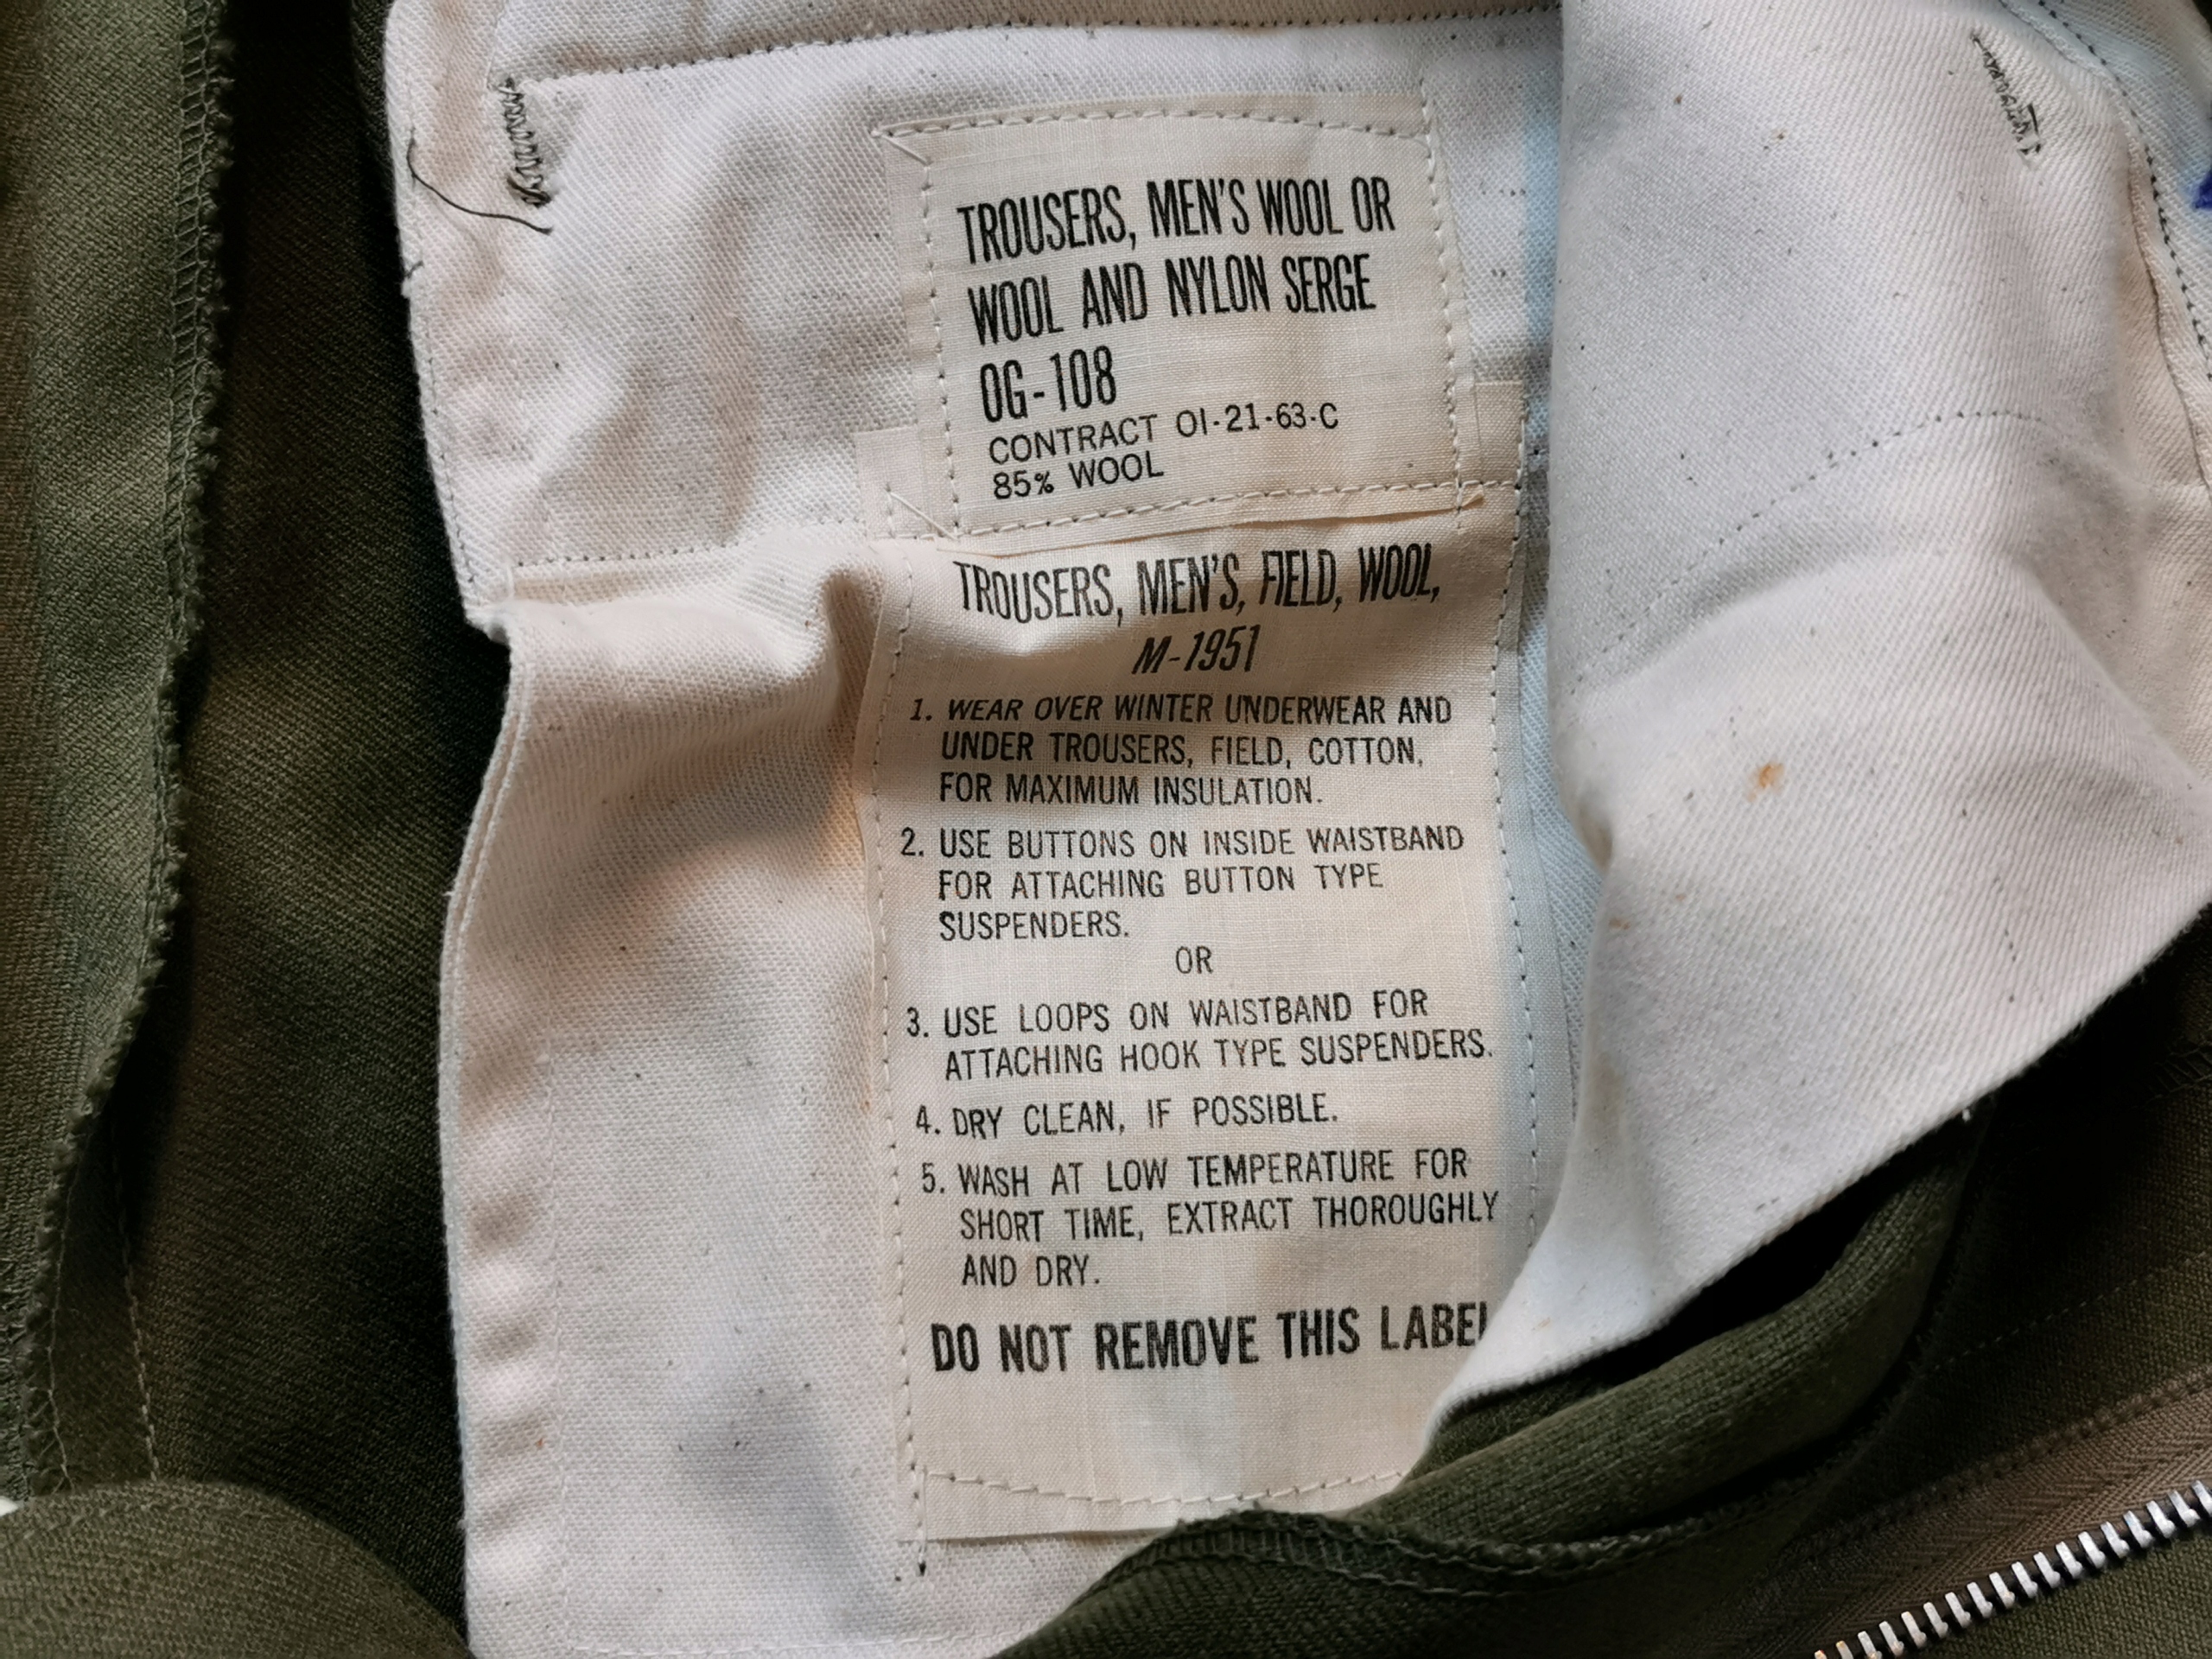 TROUSERS, MEN'S WOOL OR
WOOL AND NYLON SERGE
OG-108
CONTRACT OI-21-63-C
85% WOOL
TROUSERS, MEN'S, FIELD, WOOL,
M-1951
1. WEAR OVER WINTER UNDERWEAR AND
UNDER TROUSERS, FIELD, COTTON,
FOR MAXIMUM INSULATION.
2. USE BUTTONS ON INSIDE WAISTBAND
FOR ATTACHING BUTTON TYPE
SUSPENDERS.
OR
3. USE LOOPS ON WAISTBAND FOR
ATTACHING HOOK TYPE SUSPENDERS.
4. DRY CLEAN, IF POSSIBLE.
5. WASH AT LOW TEMPERATURE FOR
SHORT TIME, EXTRACT THOROUGHLY
AND DRY.
DO NOT REMOVE THIS LABEL